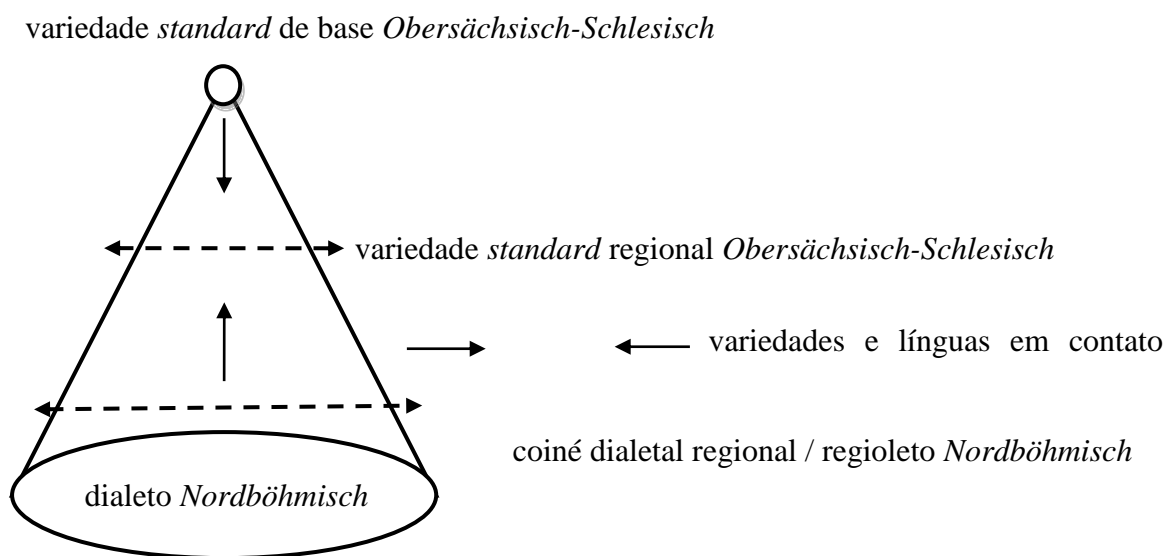 variedade standard de base Obersächsisch-Schlesisch
variedade standard regional Obersächsisch-Schlesisch
variedades e línguas em contato
coiné dialetal regional / regioleto Nordböhmisch
dialeto Nordböhmisch